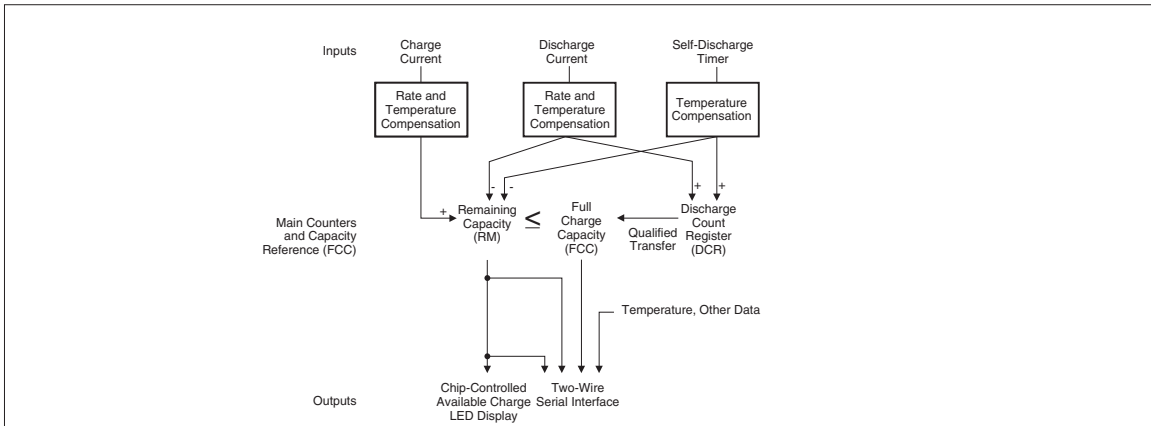 Inputs
Charge
Current
Discharge
Current
Self-Discharge
Timer
Rate and
Temperature
Compensation
Rate and
Temperature
Compensation
Temperature
Compensation
- -
+ +
+
Main Counters
and Capacity
Reference (FCC)
Remaining
Capacity
(RM)
≤
Full
Charge
Capacity
(FCC)
Qualified
Transfer
Discharge
Count
Register
(DCR)
Temperature, Other Data
Outputs
Chip-Controlled
Available Charge
LED Display
Two-Wire
Serial Interface